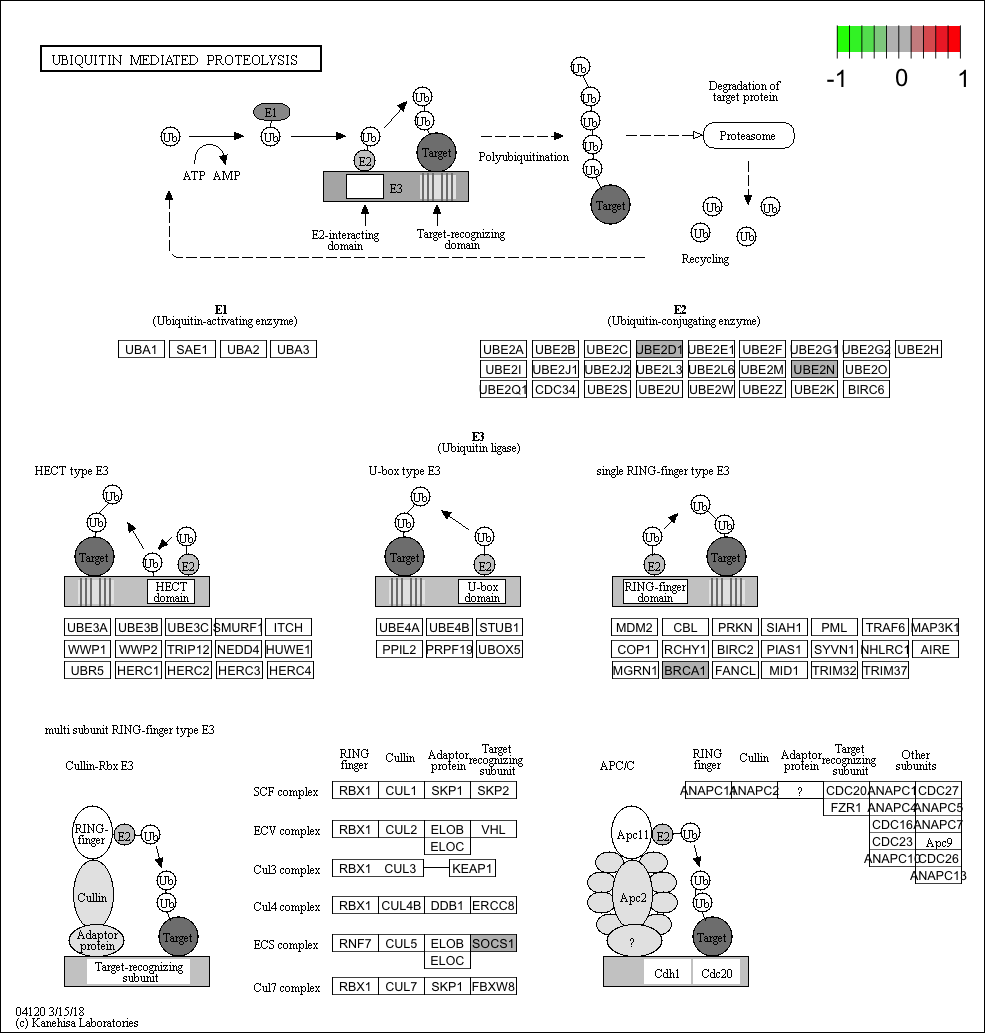 UBIQUITIN MEDIATED PROTEOLYSIS
-1 0 1
Ub
ATP AMP
E1
Ub
Ub
E2
E3
Ub
Ub
Target
E2-interacting
domain
Target-recognizing
domain
Polyubiquitination
Ub
Ub
Ub
Ub
Ub
Target
Degradation of
target protein
Proteasome
Ub Ub
Ub Ub
Recycling
E1
(Ubiquitin-activating enzyme)
UBA1 SAE1 UBA2 UBA3
E2
(Ubiquitin-conjugating enzyme)
UBE2A UBE2B UBE2C UBE2D1 UBE2E1 UBE2F UBE2G1 UBE2G2 UBE2H
UBE2I UBE2J1 UBE2J2 UBE2L3 UBE2L6 UBE2M UBE2N UBE2O
UBE2Q1 CDC34 UBE2S UBE2U UBE2W UBE2Z UBE2K BIRC6
E3
(Ubiquitin ligase)
HECT type E3
Ub
Ub
Target
Ub
Ub
E2
HECT
domain
UBE3A UBE3B UBE3C SMURF1 ITCH
WWP1 WWP2 TRIP12 NEDD4 HUWE1
UBR5 HERC1 HERC2 HERC3 HERC4
U-box type E3
Ub
Ub
Target
Ub
E2
U-box
domain
UBE4A UBE4B STUB1
PPIL2 PRPF19 UBOX5
single RING-finger type E3
Ub
E2
Ub
Ub
Target
RING-finger
domain
MDM2 CBL PRKN SIAH1 PML TRAF6 MAP3K1
COP1 RCHY1 BIRC2 PIAS1 SYVN1 NHLRC1 AIRE
MGRN1 BRCA1 FANCL MID1 TRIM32 TRIM37
multi subunit RING-finger type E3
Cullin-Rbx E3
RING-
finger
E2
Ub
Ub
Ub
Cullin
Adaptor
protein
Target
Target-recognizing
subunit
RING
finger
Cullin
Adaptor
protein
Target
recognizing
subunit
SCF complex RBX1 CUL1 SKP1 SKP2
ECV complex RBX1 CUL2 ELOB VHL
ELOC
Cul3 complex RBX1 CUL3 KEAP1
Cul4 complex RBX1 CUL4B DDB1 ERCC8
ECS complex RNF7 CUL5 ELOB SOCS1
ELOC
Cul7 complex RBX1 CUL7 SKP1 FBXW8
APC/C
Apc11
E2
Ub
Ub
Ub
Apc2
?
Target
Cdh1 Cdc20
RING
finger
Cullin
Adaptor
protein
Target
recognizing
subunit
Other
subunits
ANAPC11 ANAPC2 ? CDC20 ANAPC1 CDC27
FZR1 ANAPC4 ANAPC5
CDC16 ANAPC7
CDC23 Apc9
ANAPC10 CDC26
ANAPC13
04120 3/15/18
(c) Kanehisa Laboratories